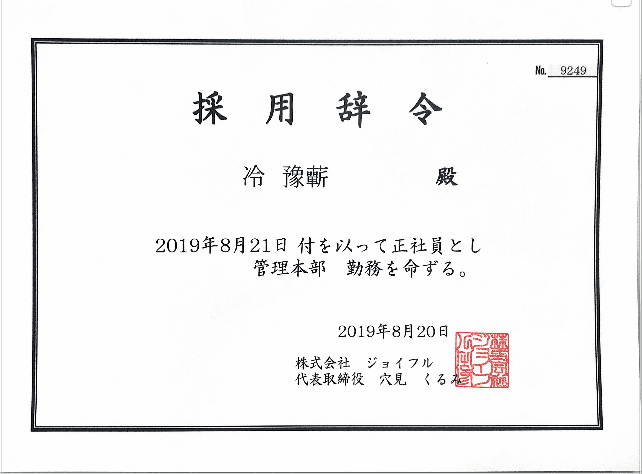 No. 9249
採用辞令
冷 豫蘄 殿
2019年8月21日 付を以って正社員とし
管理本部 勤務を命ずる。
2019年8月20日
株式会社 ジョイフル
代表取締役 穴見 くるみ